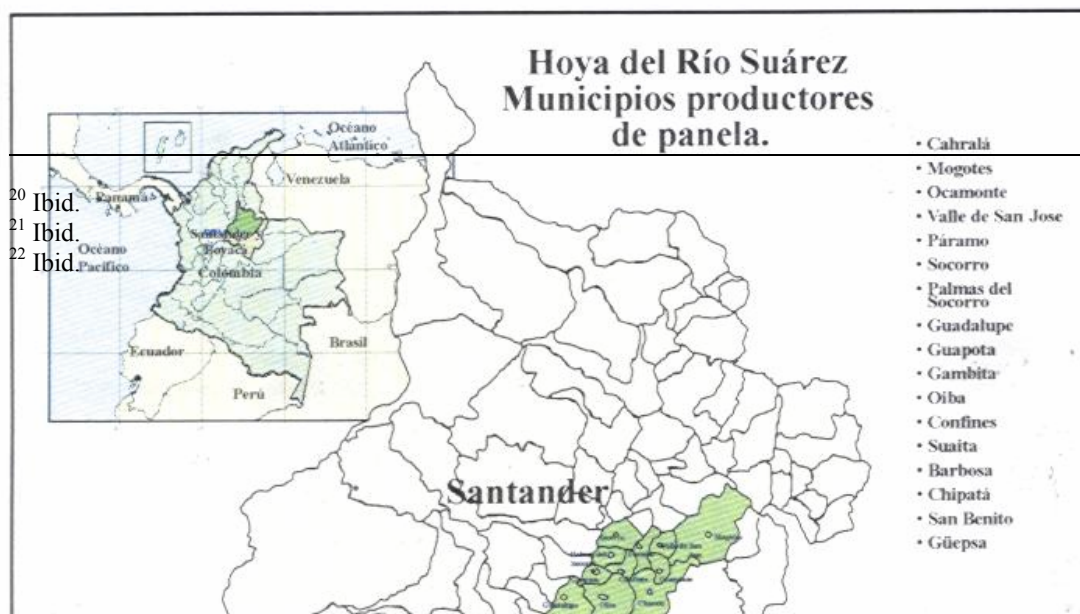 Hoya del Río Suárez
Municipios productores
de panela.
Océano
Atlántico
Venezuela
Panamá
Océano
Pacífico
Boyacá
Colómbia
Ecuador
Brasil
Perú
20 Ibid.
21 Ibid.
22 Ibid.
Santander
• Cahralá
• Mogotes
• Ocamonte
• Valle de San Jose
• Páramo
• Socorro
• Palmas del
Socorro
• Guadalupe
• Guapota
• Gambita
• Oiba
• Confines
• Suaita
• Barbosa
• Chipatá
• San Benito
• Güepsa